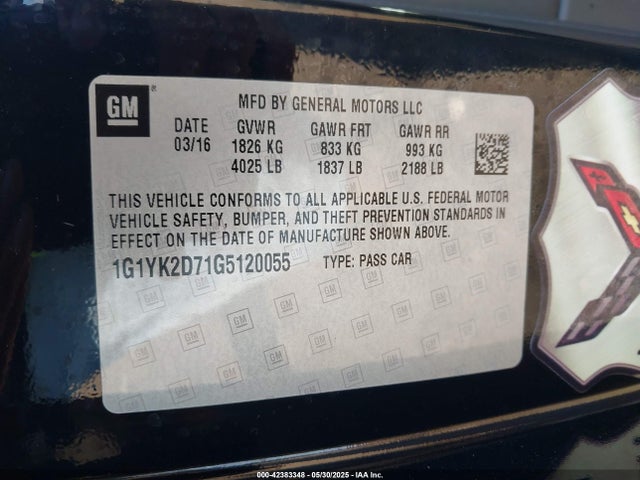 GM
MFD BY GENERAL MOTORS LLC
DATE GVWR GAWR FRT GAWR RR
03/16 1826 KG 833 KG 993 KG
4025 LB 1837 LB 2188 LB
THIS VEHICLE CONFORMS TO ALL APPLICABLE U.S. FEDERAL MOTOR
VEHICLE SAFETY, BUMPER, AND THEFT PREVENTION STANDARDS IN
EFFECT ON THE DATE OF MANUFACTURE SHOWN ABOVE.
1G1YK2D71G5120055 TYPE: PASS CAR
000-42383348 - 05/30/2025 - IAA Inc.